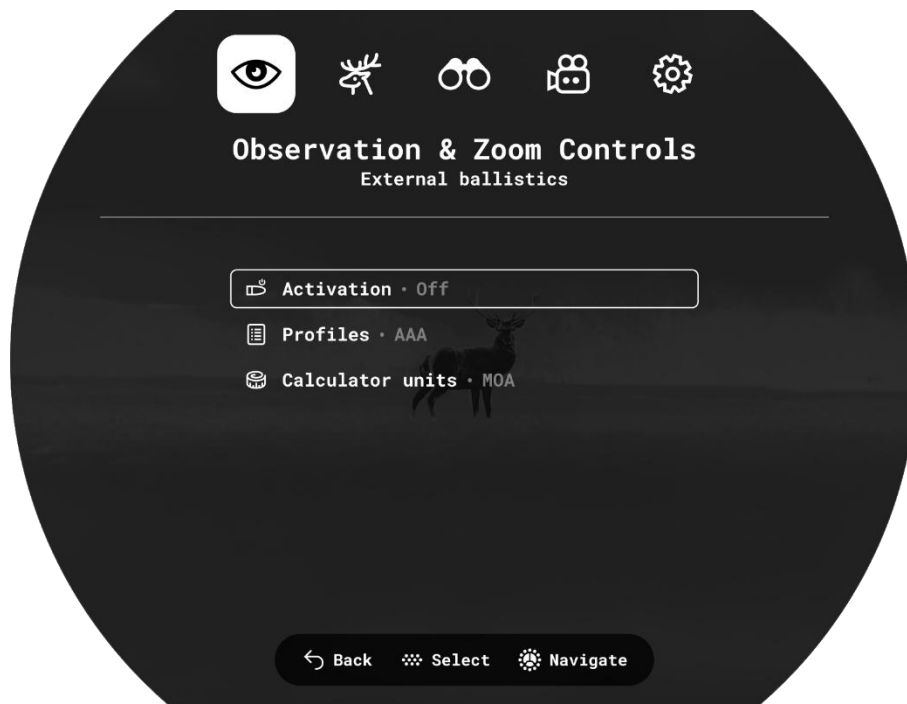 Observation & Zoom Controls
External ballistics
Activation • Off
Profiles • AAA
Calculator units • MOA
Back Select Navigate